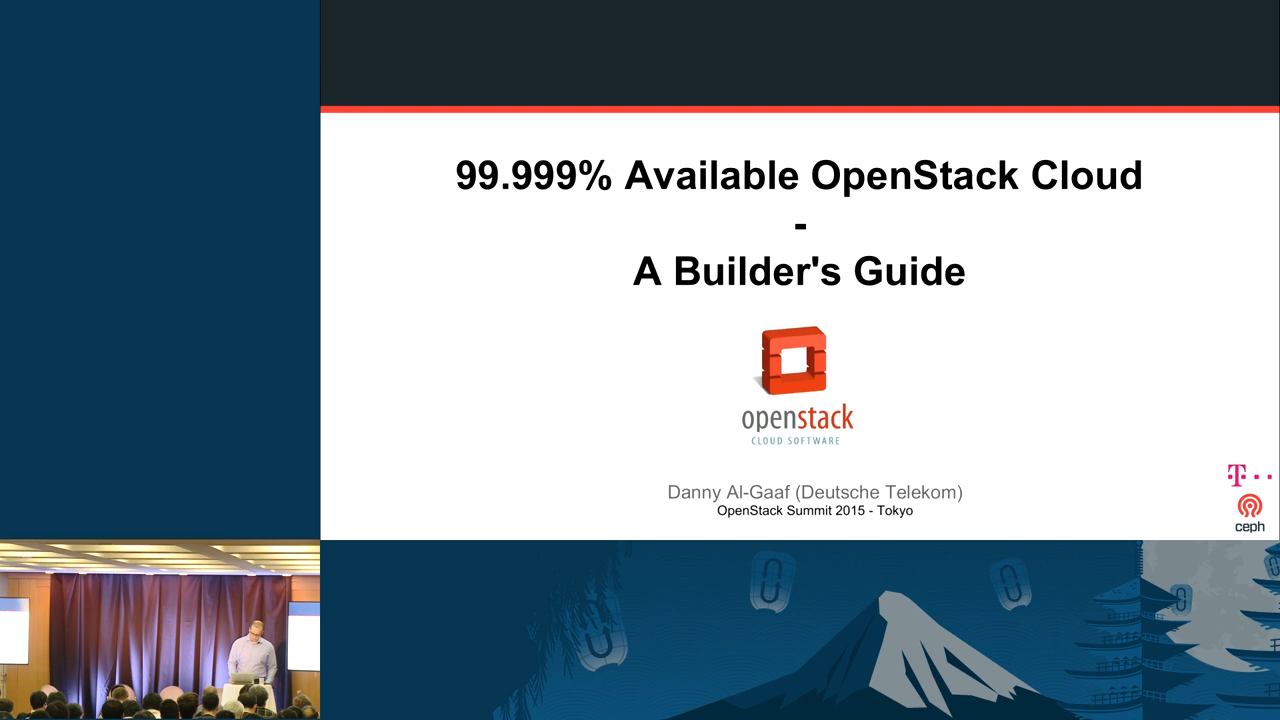 99.999% Available OpenStack Cloud
-
A Builder's Guide
openstack
CLOUD SOFTWARE
Danny Al-Gaaf (Deutsche Telekom)
OpenStack Summit 2015 - Tokyo
T··
ceph